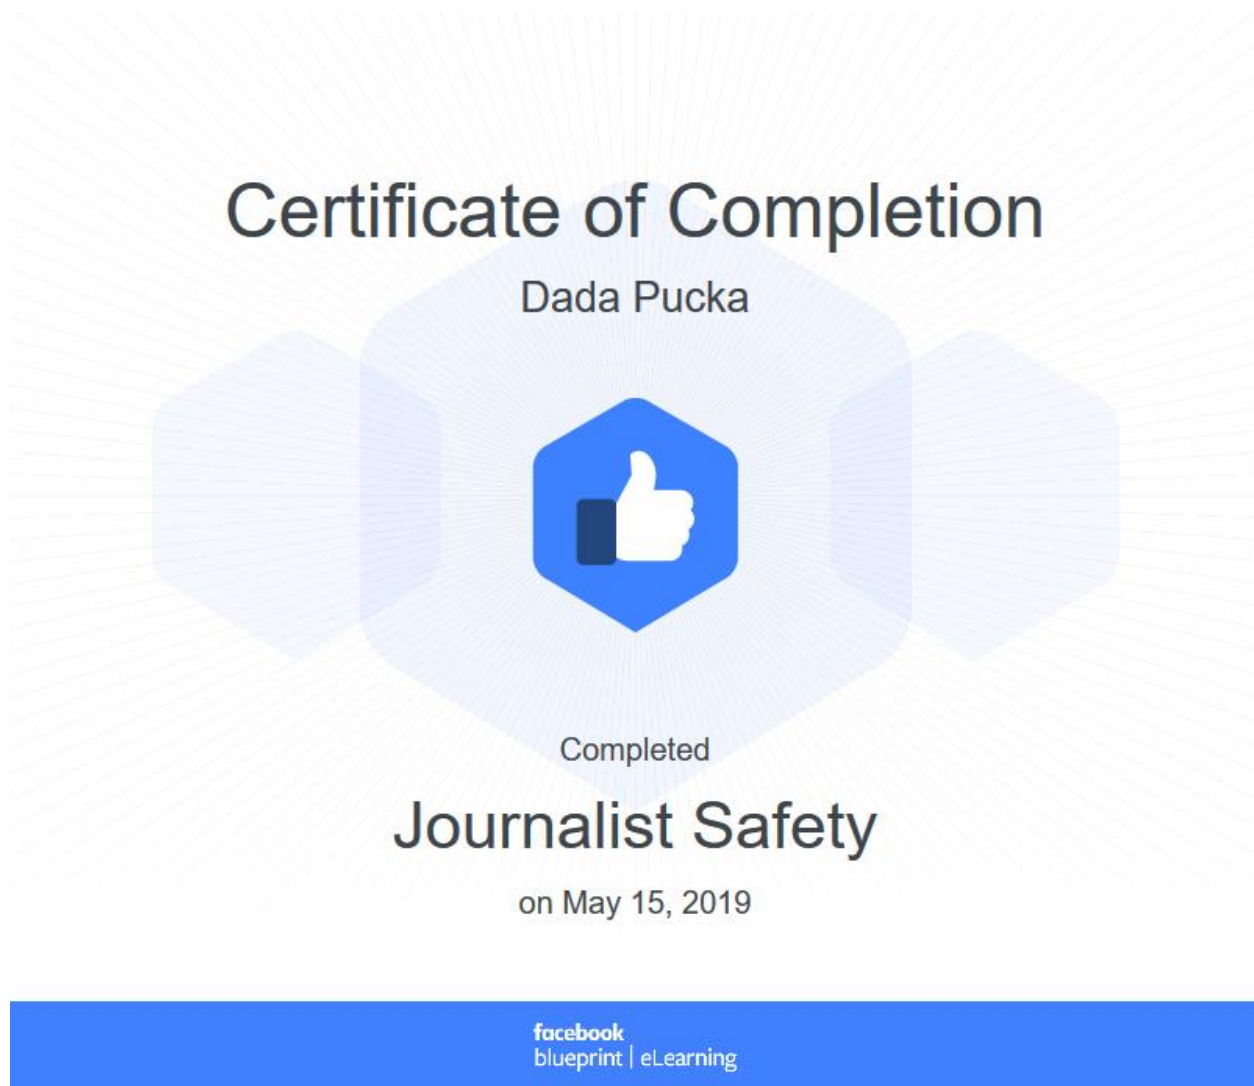 Certificate of Completion
Dada Pucka
Completed
Journalist Safety
on May 15, 2019
facebook
blueprint | eLearning